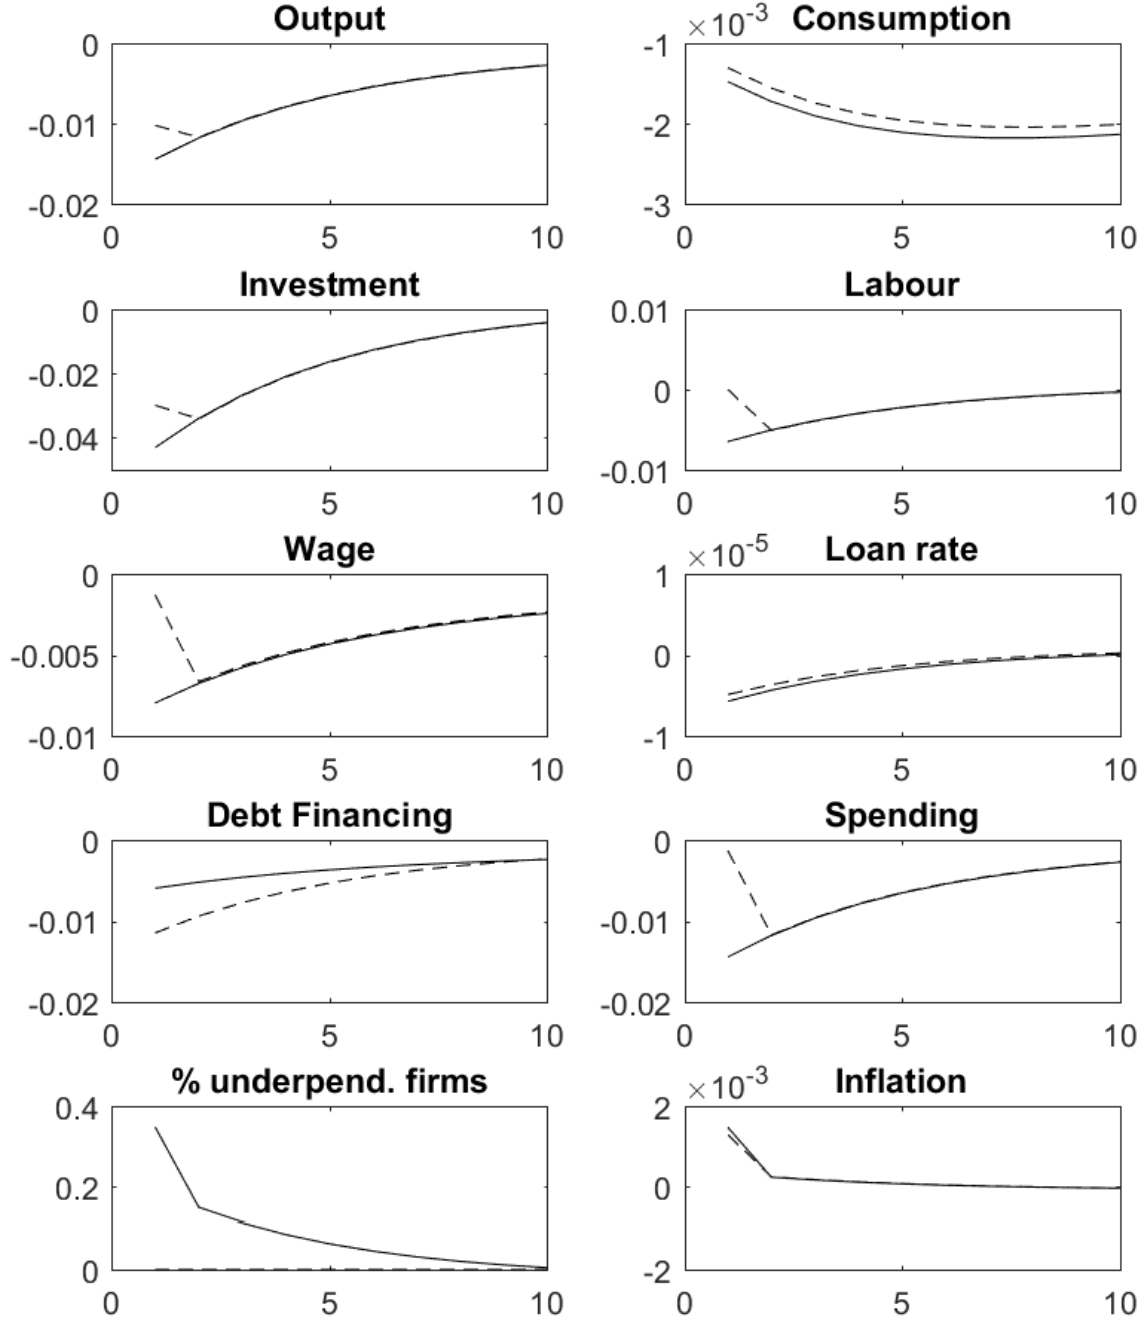 Output
0
-0.01
-0.02
0 5 10
×10-3 Consumption
-1
-2
-3
0 5 10
Investment
0
-0.02
-0.04
0 5 10
Labour
0.01
0
-0.01
0 5 10
Wage
0
-0.005
-0.01
0 5 10
×10-5 Loan rate
1
0
-1
0 5 10
Debt Financing
0
-0.01
-0.02
0 5 10
Spending
0
-0.01
-0.02
0 5 10
% underpend. firms
0.4
0.2
0
0 5 10
×10-3 Inflation
2
0
-2
0 5 10